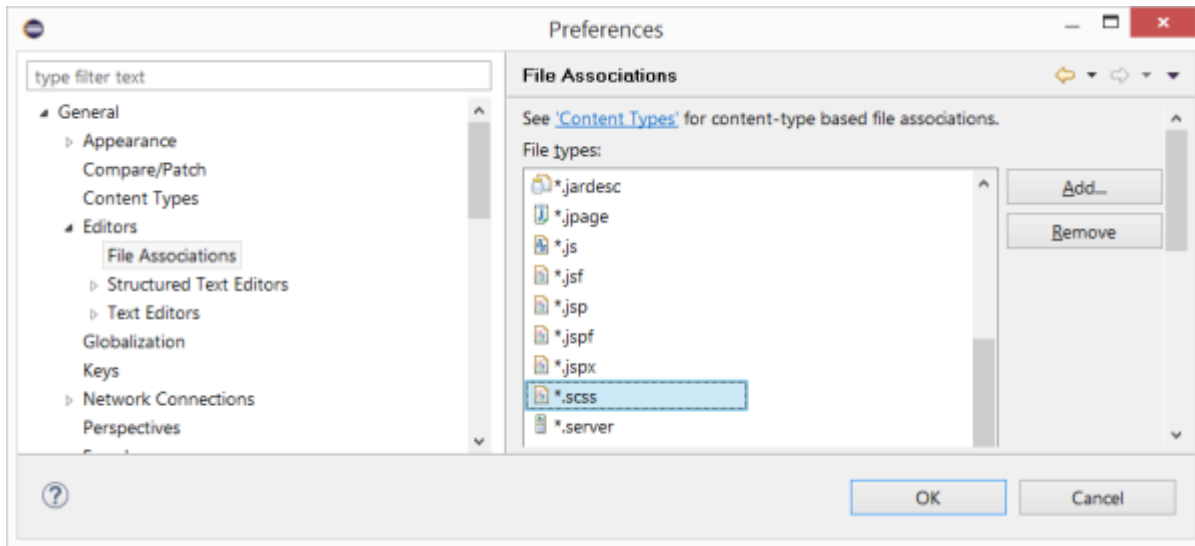 Preferences
type filter text
General
Appearance
Compare/Patch
Content Types
Editors
File Associations
Structured Text Editors
Text Editors
Globalization
Keys
Network Connections
Perspectives
File Associations
See 'Content Types' for content-type based file associations.
File types:
*.jardesc
*.jpage
*.js
*.jsf
*.jsp
*.jspf
*.jspx
*.scss
*.server
Add...
Remove
?
OK
Cancel